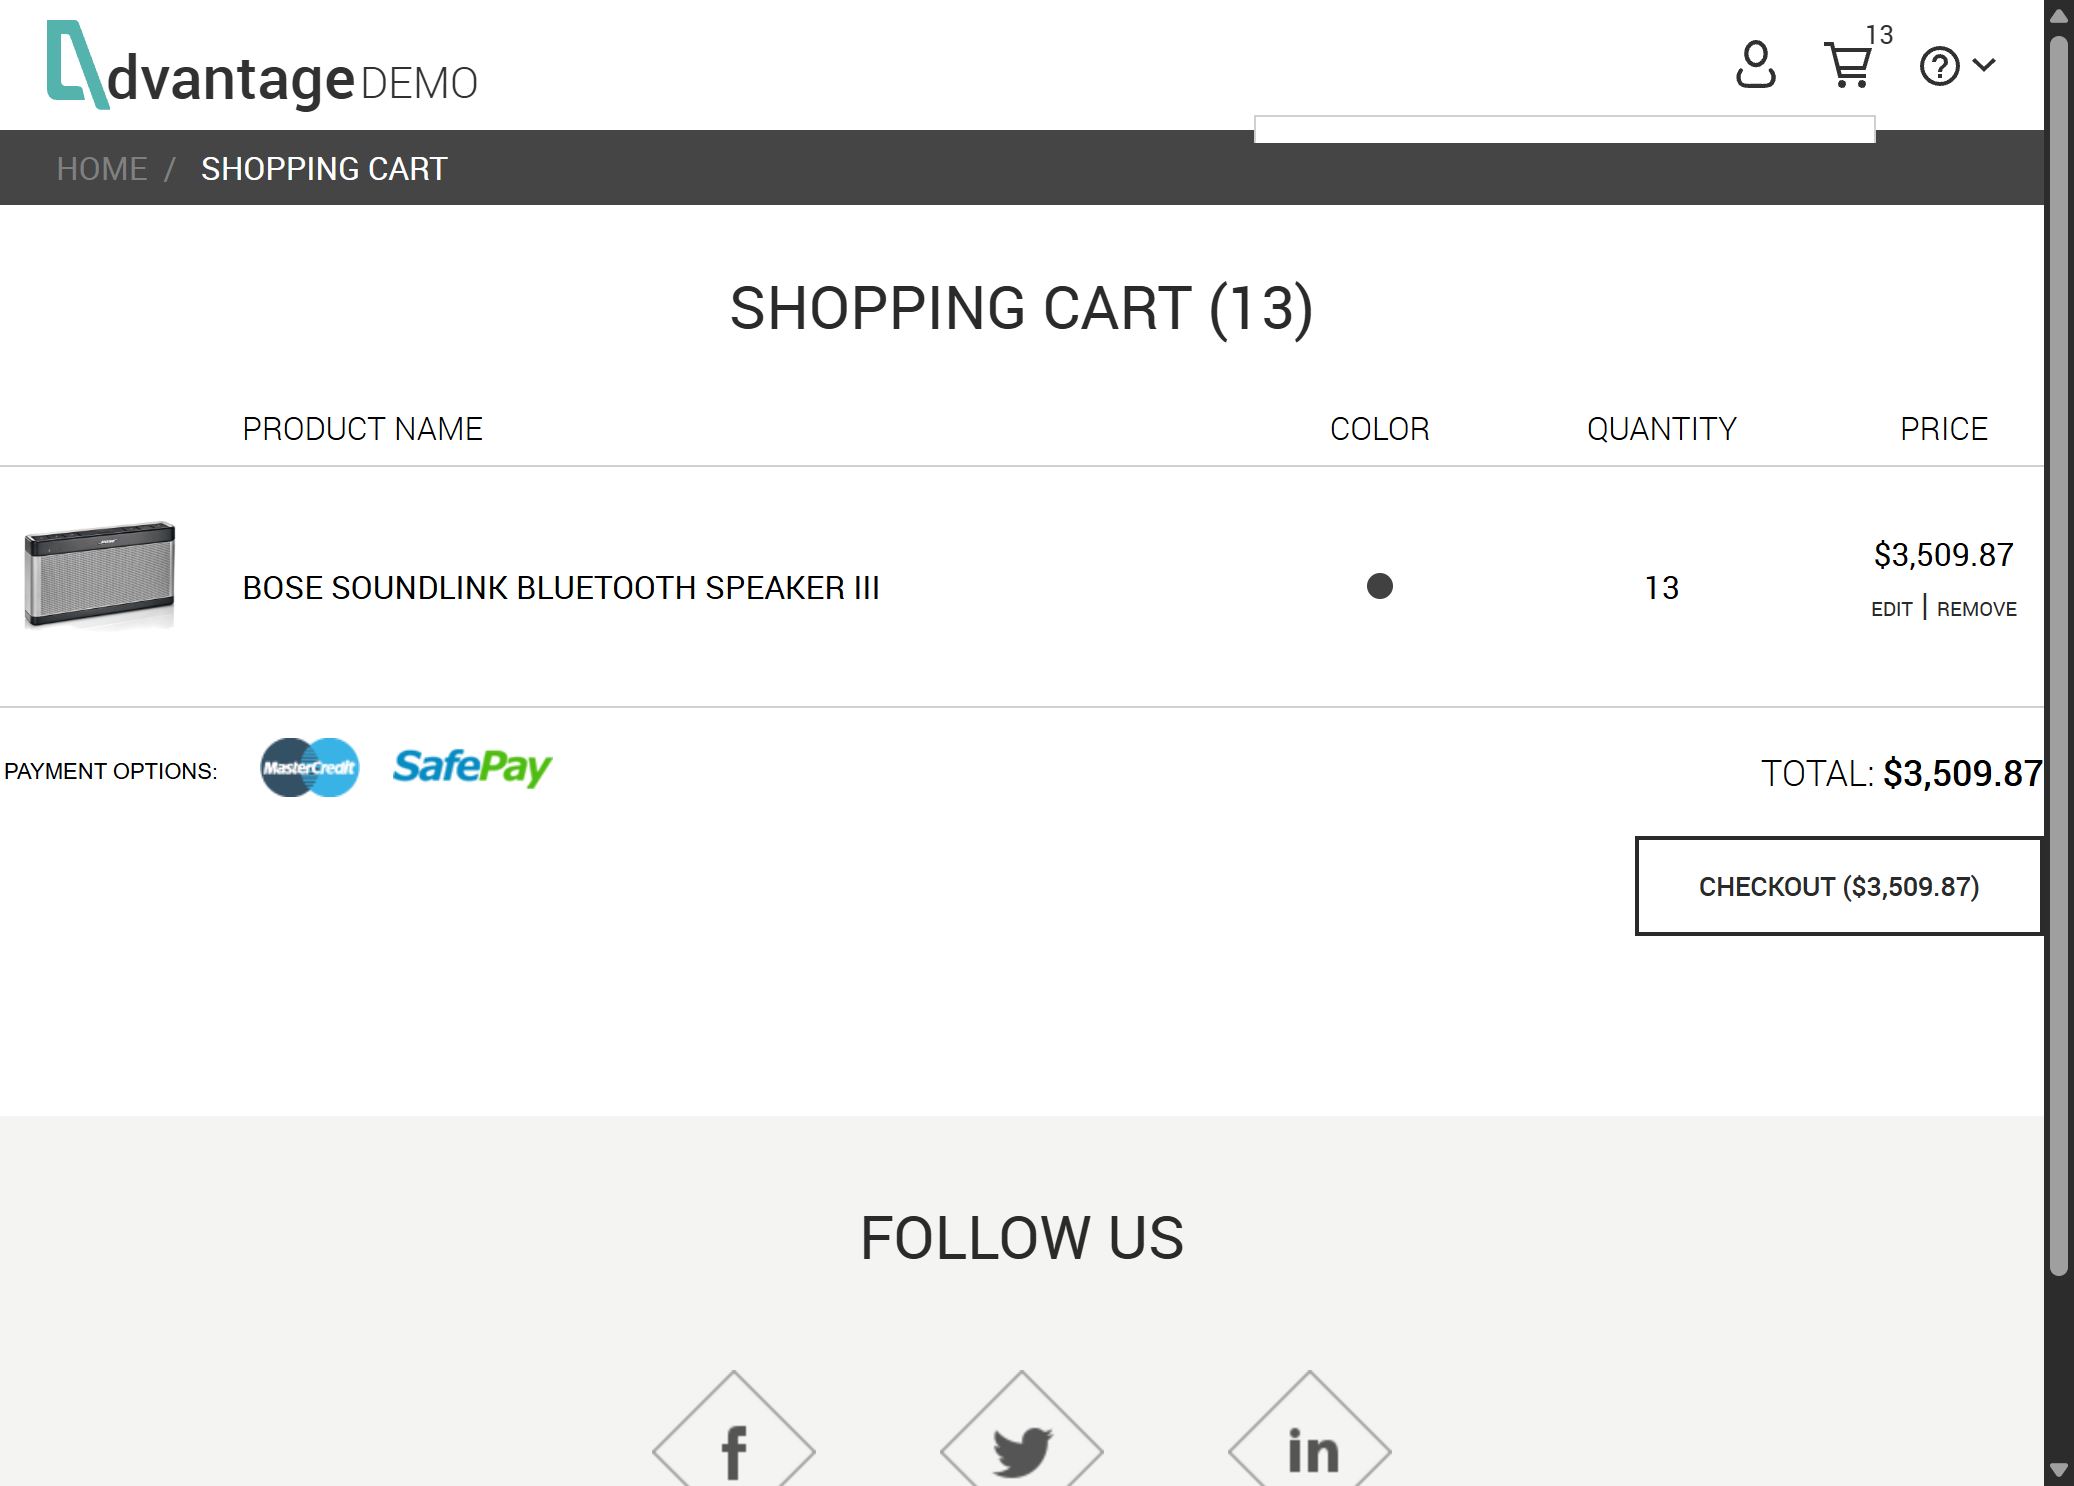 dvantage DEMO
13
HOME / SHOPPING CART
SHOPPING CART (13)
PRODUCT NAME COLOR QUANTITY PRICE
BOSE SOUNDLINK BLUETOOTH SPEAKER III 13 $3,509.87
EDIT | REMOVE
PAYMENT OPTIONS: MasterCredit SafePay TOTAL: $3,509.87
CHECKOUT ($3,509.87)
FOLLOW US
f in